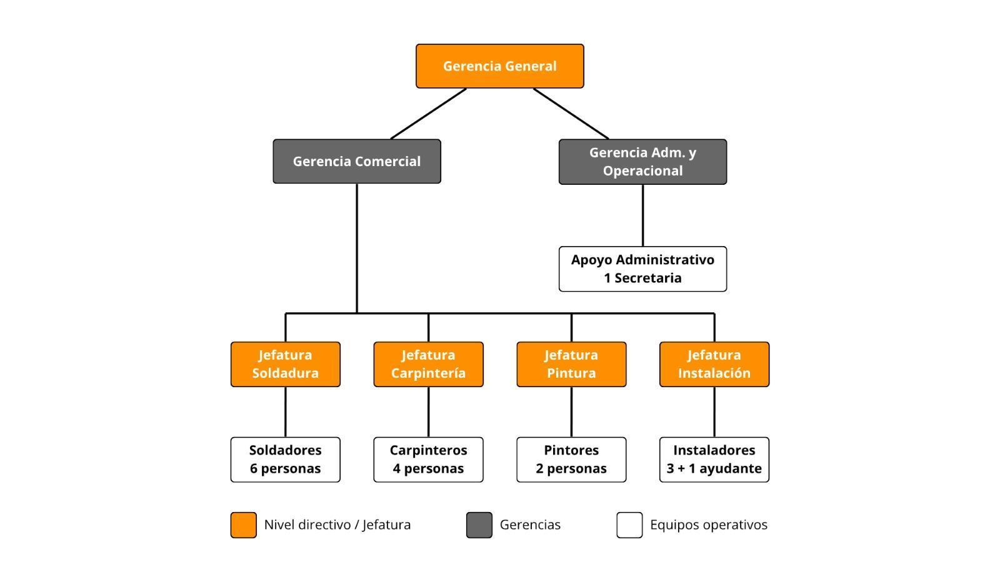 Gerencia General
Gerencia Comercial
Gerencia Adm. y
Operacional
Apoyo Administrativo
1 Secretaria
Jefatura
Soldadura
Jefatura
Carpintería
Jefatura
Pintura
Jefatura
Instalación
Soldadores
6 personas
Carpinteros
4 personas
Pintores
2 personas
Instaladores
3 + 1 ayudante
Nivel directivo / Jefatura
Gerencias
Equipos operativos